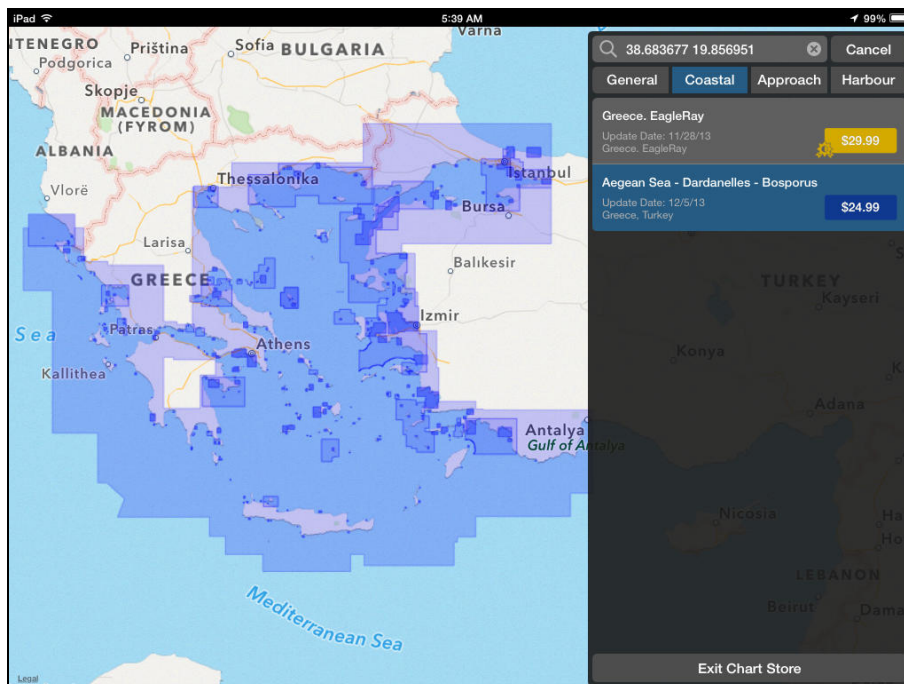 iPad
5:39 AM
99%
NTENEGRO
Podgorica
Priština
Sofia
BULGARIA
Varna
Skopje
MACEDONIA
(FYROM)
ALBANIA
Vlorë
Thessalonika
Istanbul
Bursa
Larisa
GREECE
Balıkesir
Sea
Patras
Izmir
Athens
Kallithea
Antalya
Gulf of Antalya
Mediterranean Sea
Legal
38.683677 19.856951
Cancel
General
Coastal
Approach
Harbour
Greece. EagleRay
Update Date: 11/28/13
Greece. EagleRay
$29.99
Aegean Sea - Dardanelles - Bosporus
Update Date: 12/5/13
Greece, Turkey
$24.99
TURKEY
Kayseri
Konya
Adana
Nicosia
LEBANON
Beirut
Dama
Exit Chart Store